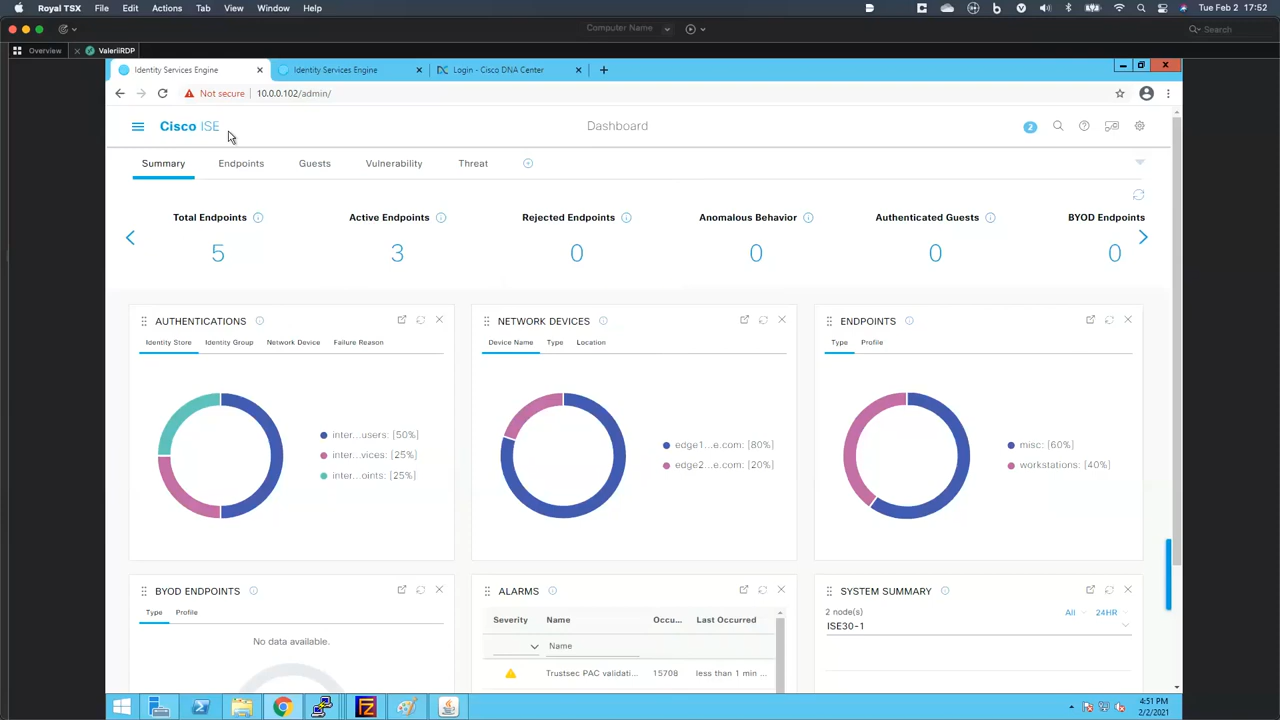 Royal TSX File Edit Actions Tab View Window Help Tue Feb 2 17:52
Computer Name Search
Overview ValeriiRDP
Identity Services Engine Identity Services Engine Login - Cisco DNA Center
Not secure 10.0.0.102/admin/
Cisco ISE Dashboard 2
Summary Endpoints Guests Vulnerability Threat
Total Endpoints Active Endpoints Rejected Endpoints Anomalous Behavior Authenticated Guests BYOD Endpoints
5 3 0 0 0 0
AUTHENTICATIONS
Identity Store Identity Group Network Device Failure Reason
inter...users: [50%]
inter...vices: [25%]
inter...oints: [25%]
NETWORK DEVICES
Device Name Type Location
edge1...e.com: [80%]
edge2...e.com: [20%]
ENDPOINTS
Type Profile
misc: [60%]
workstations: [40%]
BYOD ENDPOINTS
Type Profile
No data available.
ALARMS
Severity Name Occu... Last Occurred
Name
Trustsec PAC validati... 15708 less than 1 min ...
SYSTEM SUMMARY
2 node(s) All 24HR
ISE30-1
4:51 PM
2/2/2021